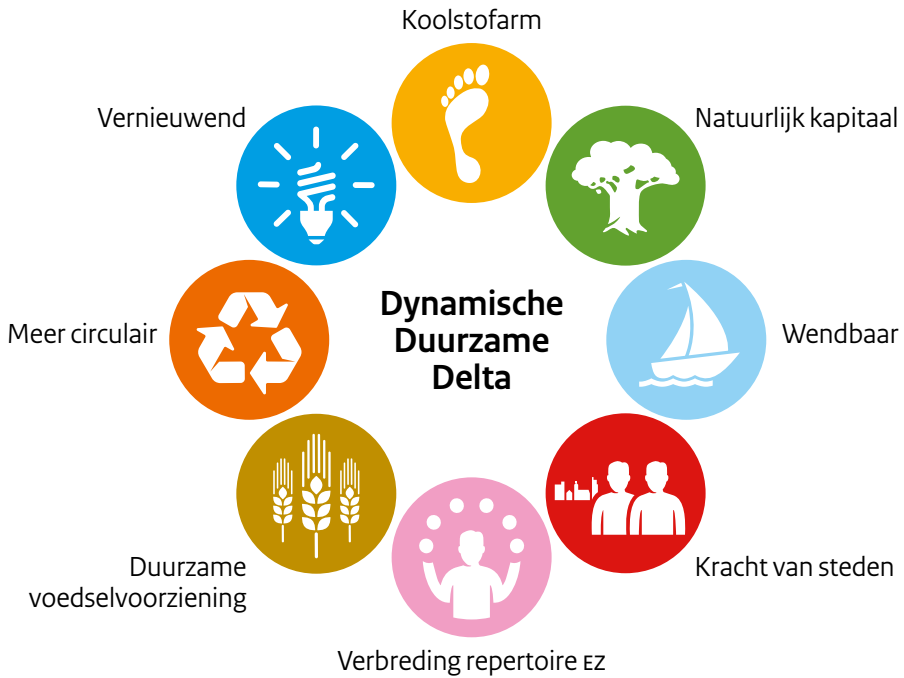 Koolstofarm
Vernieuwend
Natuurlijk kapitaal
Dynamische
Duurzame
Delta
Meer circulair
Wendbaar
Duurzame
voedselvoorziening
Kracht van steden
Verbreding repertoire EZ